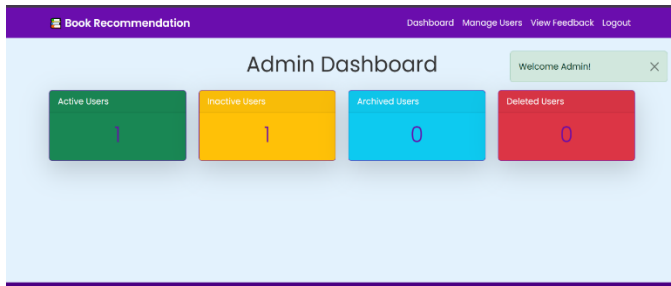 Book Recommendation
Dashboard Manage Users View Feedback Logout
Admin Dashboard
Welcome Admin!
Active Users
1
Inactive Users
1
Archived Users
0
Deleted Users
0